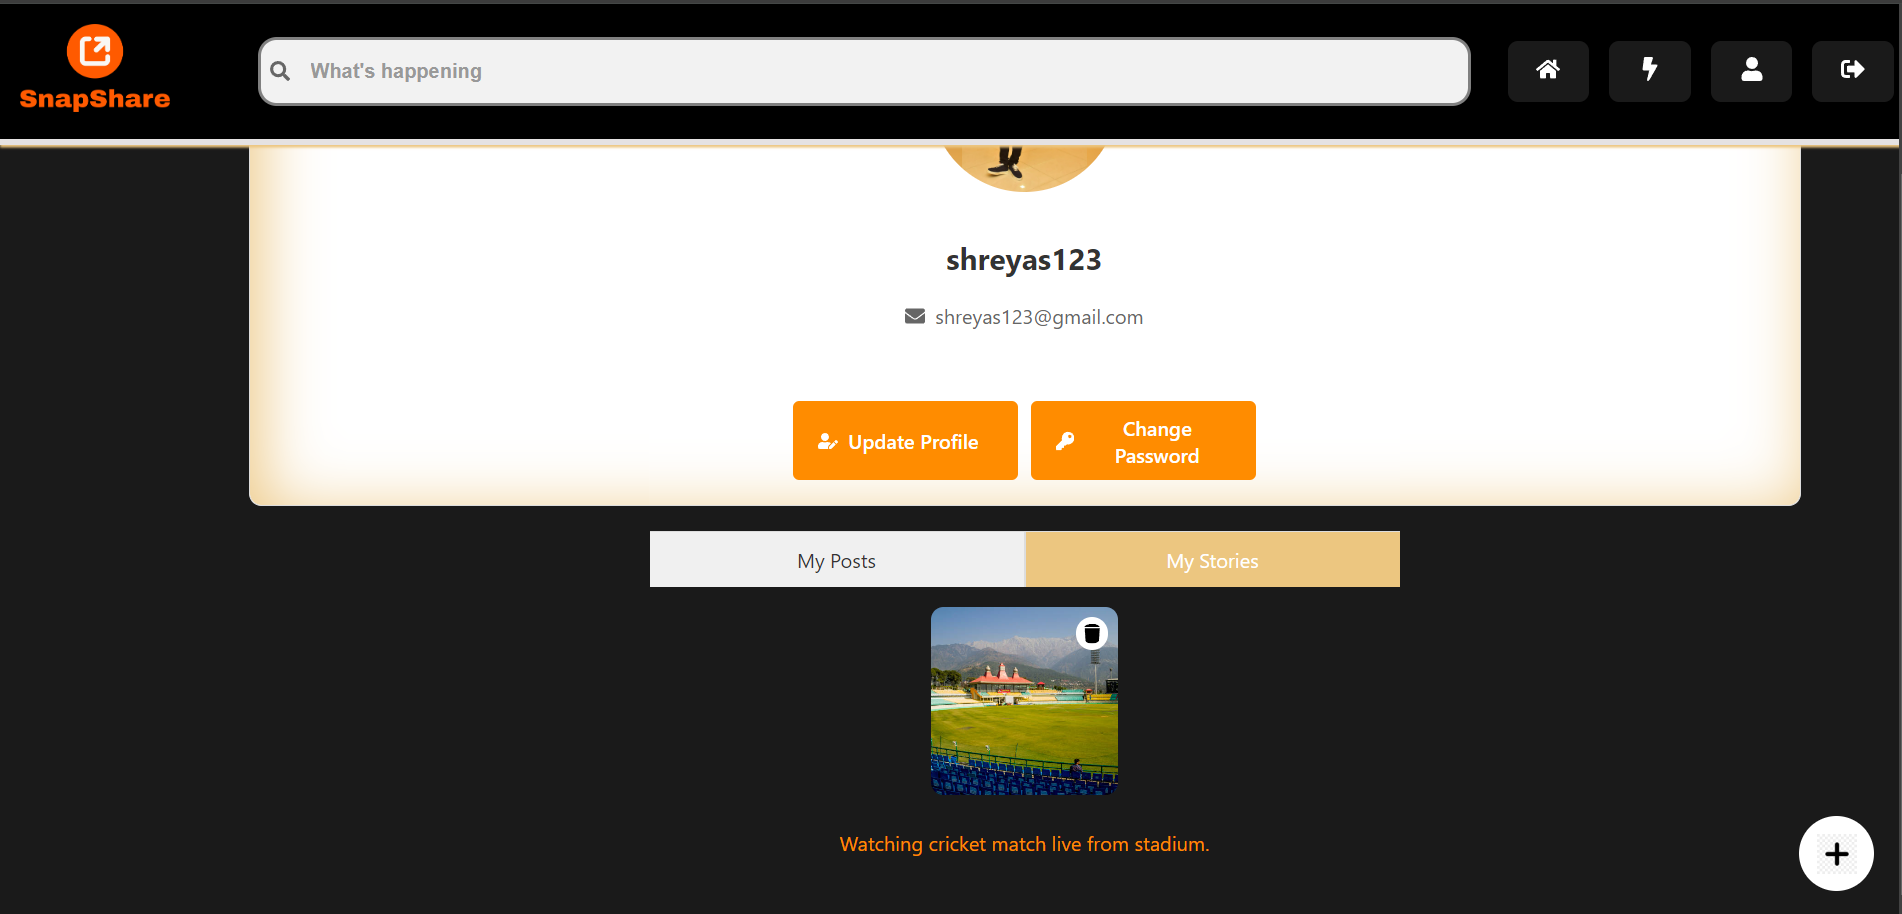 SnapShare
What's happening
shreyas123
shreyas123@gmail.com
Update Profile
Change
Password
My Posts
My Stories
Watching cricket match live from stadium.